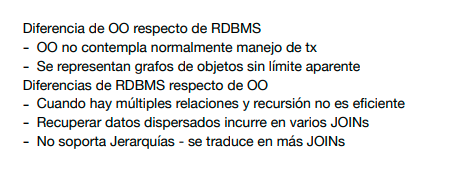 Diferencia de OO respecto de RDBMS
- OO no contempla normalmente manejo de tx
- Se representan grafos de objetos sin límite aparente
Diferencias de RDBMS respecto de OO
- Cuando hay múltiples relaciones y recursión no es eficiente
- Recuperar datos dispersados incurre en varios JOINs
- No soporta Jerarquías - se traduce en más JOINs